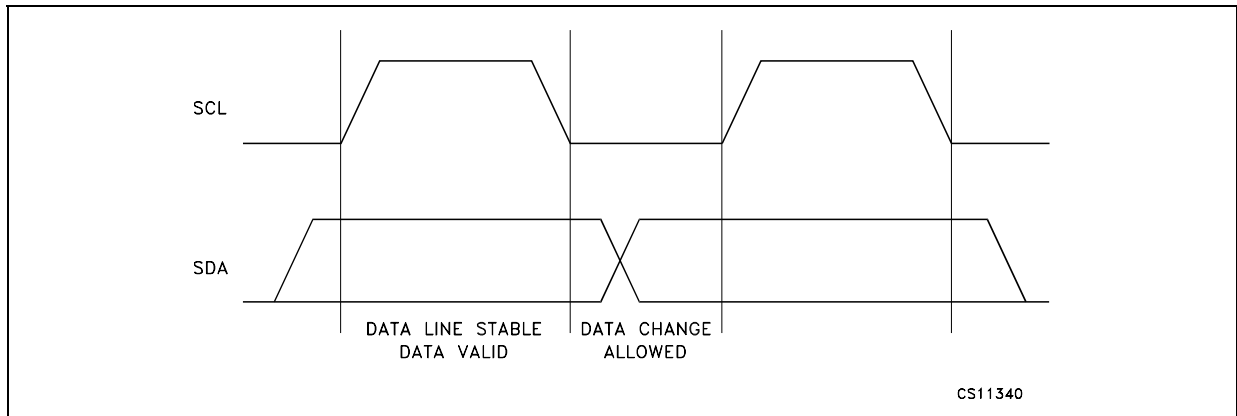 SCL
SDA
DATA LINE STABLE
DATA VALID
DATA CHANGE
ALLOWED
CS11340